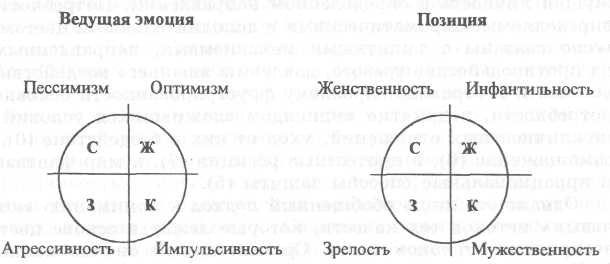 Ведущая эмоция Позиция
Пессимизм Оптимизм Женственность Инфантильность
С Ж С Ж
З К З К
Агрессивность Импульсивность Зрелость Мужественность